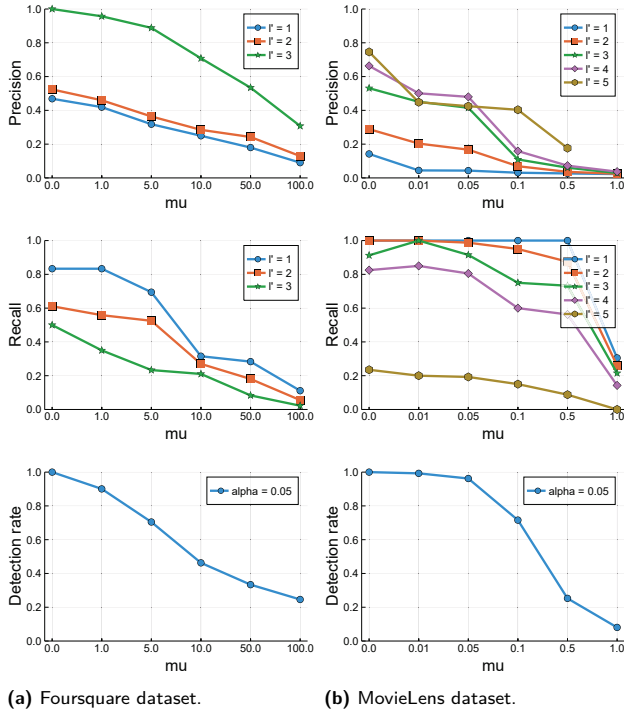 1.0
0.8
0.6
0.4
0.2
0.0
Precision
0.0 1.0 5.0 10.0 50.0 100.0
mu
l' = 1
l' = 2
l' = 3
1.0
0.8
0.6
0.4
0.2
0.0
Precision
0.0 0.01 0.05 0.1 0.5 1.0
mu
l' = 1
l' = 2
l' = 3
l' = 4
l' = 5
1.0
0.8
0.6
0.4
0.2
0.0
Recall
0.0 1.0 5.0 10.0 50.0 100.0
mu
l' = 1
l' = 2
l' = 3
1.0
0.8
0.6
0.4
0.2
0.0
Recall
0.0 0.01 0.05 0.1 0.5 1.0
mu
l' = 1
l' = 2
l' = 3
l' = 4
l' = 5
1.0
0.8
0.6
0.4
0.2
0.0
Detection rate
0.0 1.0 5.0 10.0 50.0 100.0
mu
alpha = 0.05
1.0
0.8
0.6
0.4
0.2
0.0
Detection rate
0.0 0.01 0.05 0.1 0.5 1.0
mu
alpha = 0.05
(a) Foursquare dataset.
(b) MovieLens dataset.